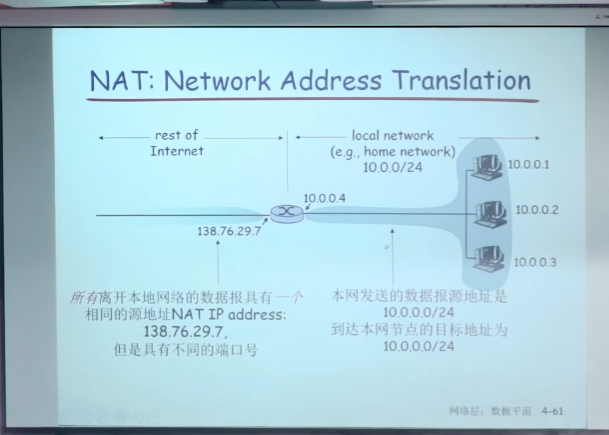 NAT: Network Address Translation
rest of
Internet
local network
(e.g., home network)
10.0.0/24
10.0.0.1
10.0.0.4
10.0.0.2
138.76.29.7
10.0.0.3
所有离开本地网络的数据报具有一个
相同的源地址NAT IP address:
138.76.29.7,
但是具有不同的端口号
本网发送的数据报源地址是
10.0.0.0/24
到达本网节点的目标地址为
10.0.0.0/24
网络层：数据平面 4-61